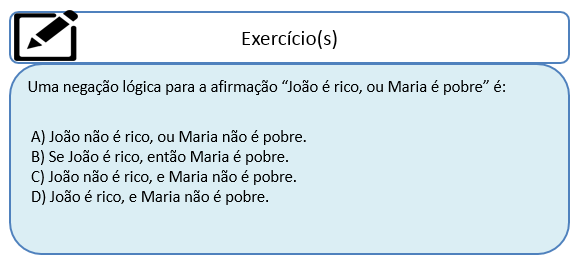 Exercício(s)
Uma negação lógica para a afirmação “João é rico, ou Maria é pobre” é:
A) João não é rico, ou Maria não é pobre.
B) Se João é rico, então Maria é pobre.
C) João não é rico, e Maria não é pobre.
D) João é rico, e Maria não é pobre.